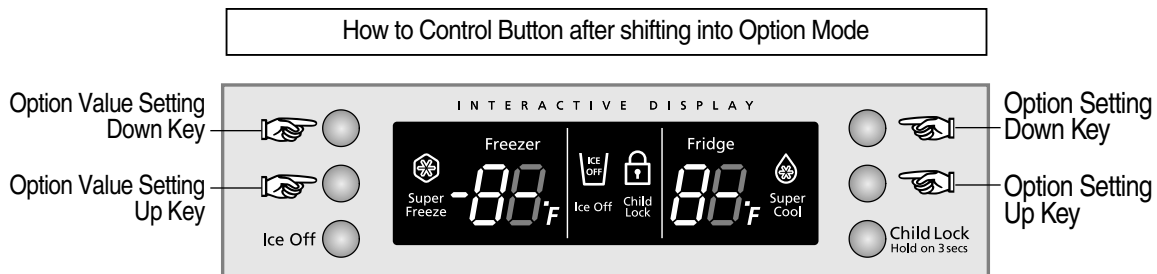 How to Control Button after shifting into Option Mode
INTERACTIVE DISPLAY
Option Value Setting
Down Key
Option Value Setting
Up Key
Ice Off
Freezer
Super
Freeze
°F
ICE
OFF
Ice Off
Child
Lock
Fridge
°F
Super
Cool
Option Setting
Down Key
Option Setting
Up Key
Child Lock
Hold on 3 secs